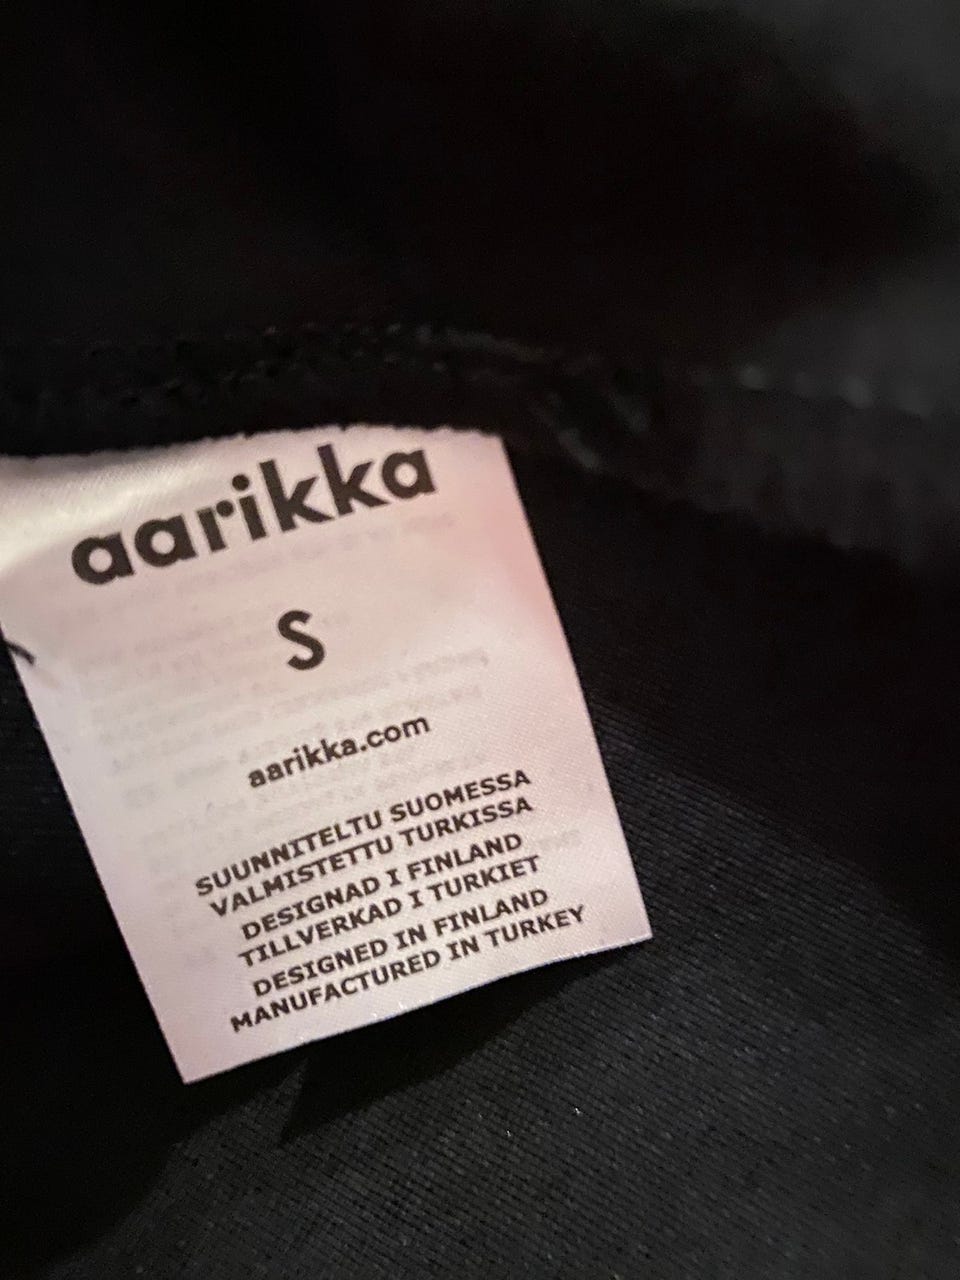 aarikka
S
aarikka.com
SUUNNITELTU SUOMESSA
VALMISTETTU TURKISSA
DESIGNAD I FINLAND
TILLVERKAD I TURKIET
DESIGNED IN FINLAND
MANUFACTURED IN TURKEY